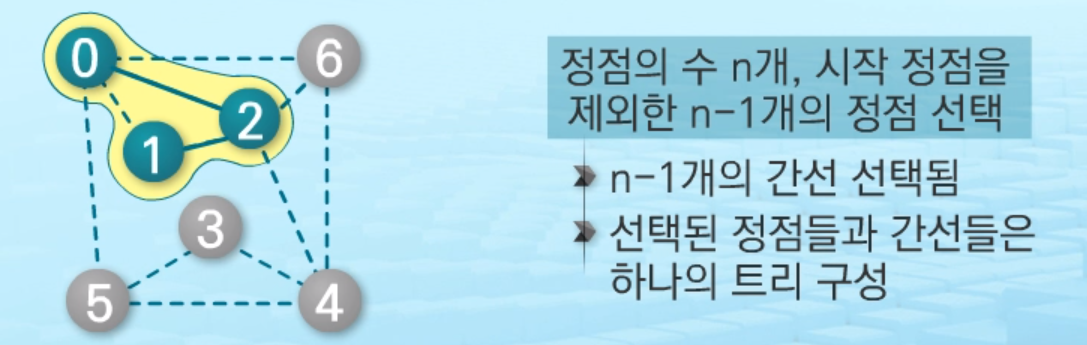 0
6
2
1
3
5
4
정점의 수 n개, 시작 정점을
제외한 n-1개의 정점 선택
n-1개의 간선 선택됨
선택된 정점들과 간선들은
하나의 트리 구성